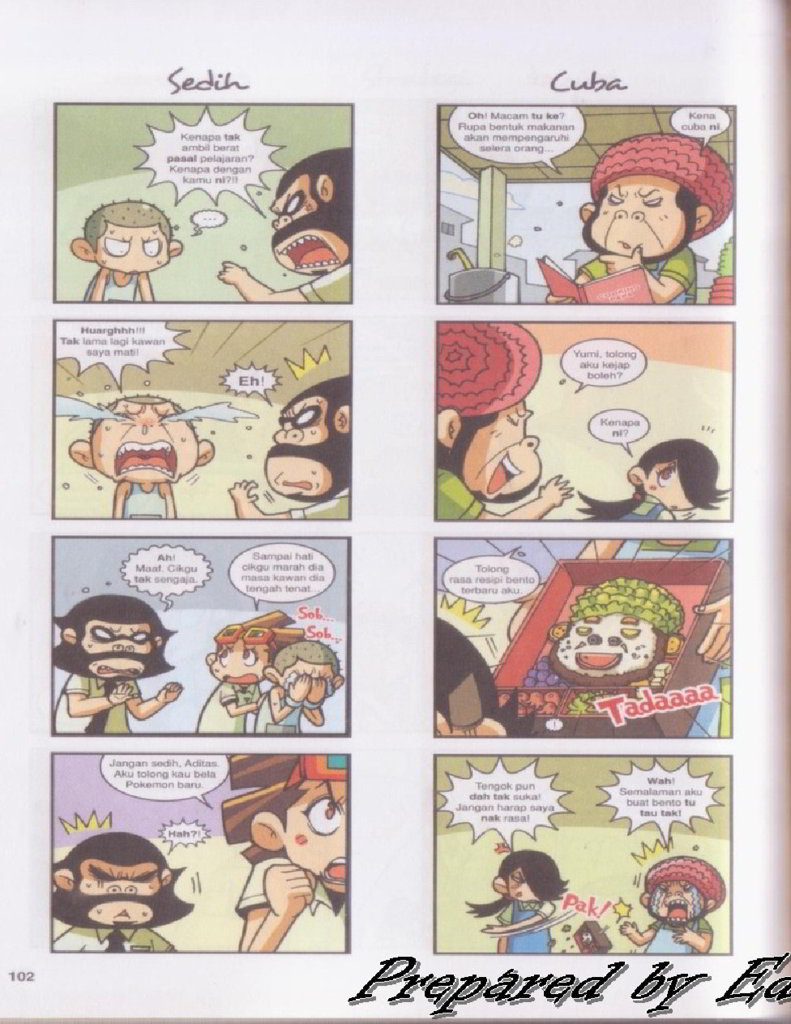 Sedih
Kenapa tak
ambil berat
pasal pelajaran?
Kenapa dengan
kamu ni?!!
...
Huarghhh!!!
Tak lama lagi kawan
saya mati!
Eh!
Ah!
Maaf. Cikgu
tak sengaja.
Sampai hati
cikgu marah dia
masa kawan dia
tengah tenat...
Sob...
Sob...
Jangan sedih, Aditas.
Aku tolong kau bela
Pokemon baru.
Hah?!
Cuba
Oh! Macam tu ke?
Rupa bentuk makanan
akan mempengaruhi
selera orang...
Kena
cuba ni.
Yumi, tolong
aku kejap
boleh?
Kenapa
ni?
Tolong
rasa resipi bento
terbaru aku.
!
Tadaaaa
Tengok pun
dah tak suka!
Jangan harap saya
nak rasa!
Wah!
Semalaman aku
buat bento tu
tau tak!
Pak!
102
Prepared by Ea